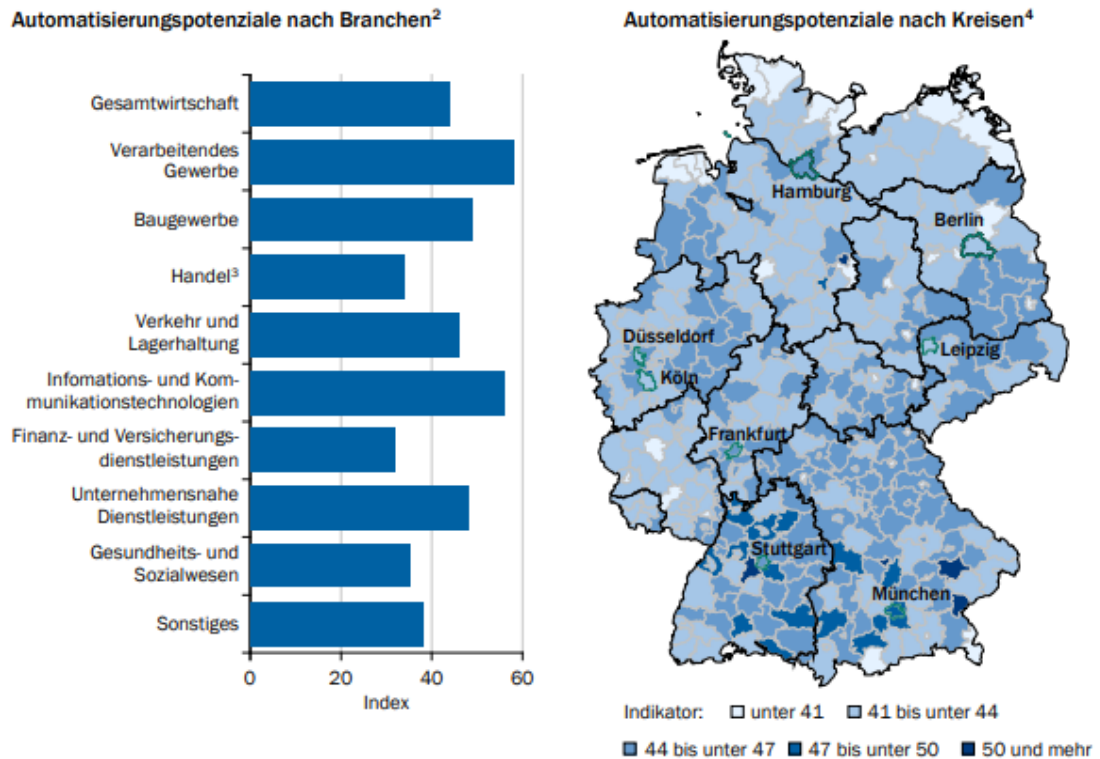 Automatisierungspotenziale nach Branchen²
Gesamtwirtschaft
Verarbeitendes
Gewerbe
Baugewerbe
Handel³
Verkehr und
Lagerhaltung
Infomations- und Kom-
munikationstechnologien
Finanz- und Versicherungs-
dienstleistungen
Unternehmensnahe
Dienstleistungen
Gesundheits- und
Sozialwesen
Sonstiges
0 20 40 60
Index
Automatisierungspotenziale nach Kreisen⁴
Hamburg
Berlin
Düsseldorf
Leipzig
Köln
Frankfurt
Stuttgart
München
Indikator: unter 41 41 bis unter 44
44 bis unter 47 47 bis unter 50 50 und mehr